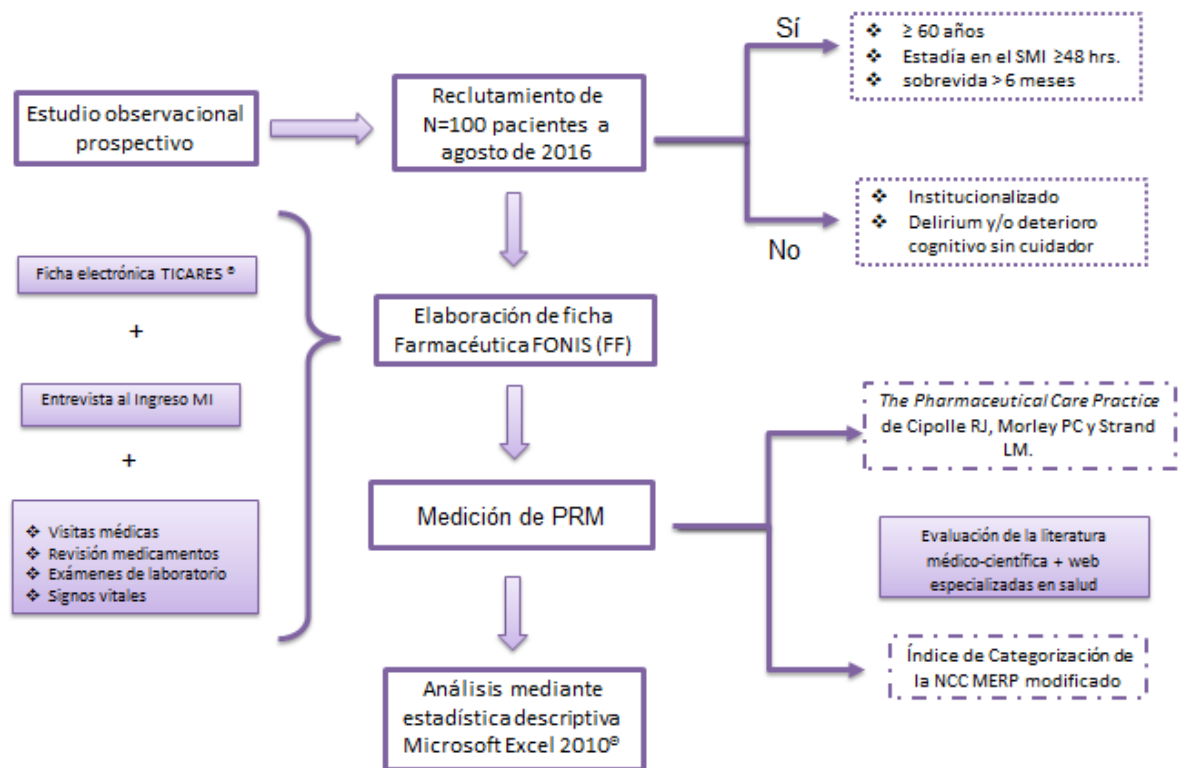 Estudio observacional
prospectivo
Reclutamiento de
N=100 pacientes a
agosto de 2016
Sí
❖ ≥ 60 años
❖ Estadía en el SMI ≥48 hrs.
❖ sobrevida > 6 meses
No
❖ Institucionalizado
❖ Delirium y/o deterioro
cognitivo sin cuidador
Ficha electrónica TICARES ®
+
Entrevista al Ingreso MI
+
❖ Visitas médicas
❖ Revisión medicamentos
❖ Exámenes de laboratorio
❖ Signos vitales
Elaboración de ficha
Farmacéutica FONIS (FF)
Medición de PRM
The Pharmaceutical Care Practice
de Cipolle RJ, Morley PC y Strand
LM.
Evaluación de la literatura
médico-científica + web
especializadas en salud
Índice de Categorización de
la NCC MERP modificado
Análisis mediante
estadística descriptiva
Microsoft Excel 2010®